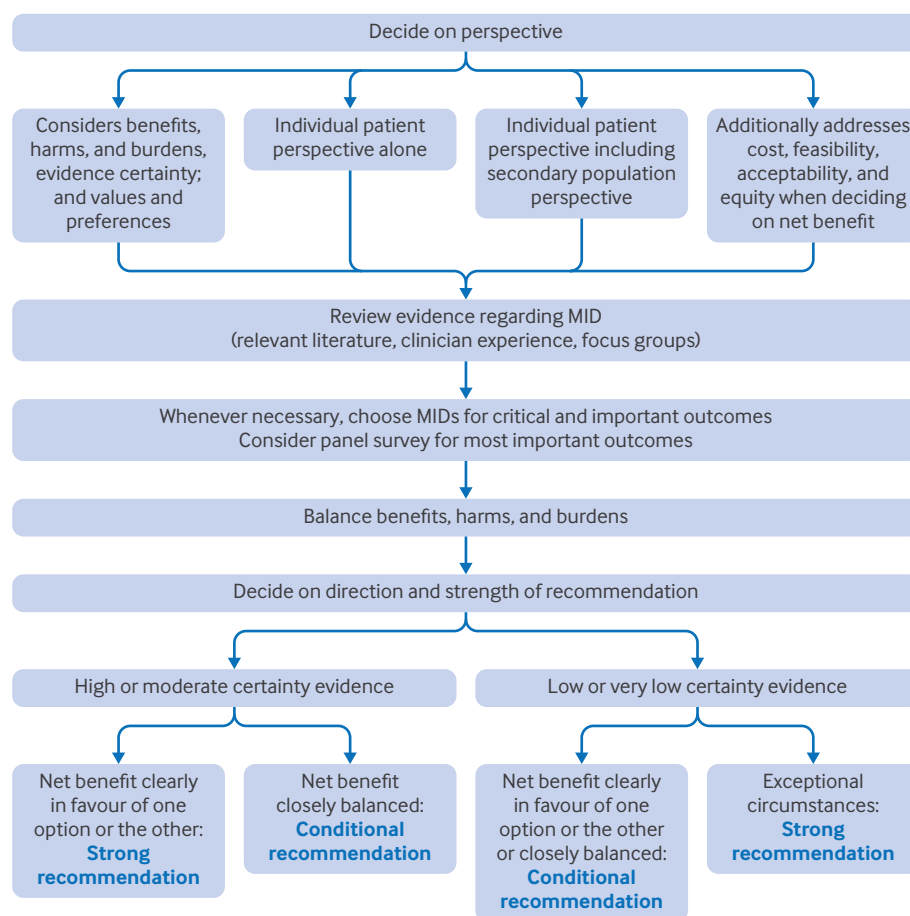 Decide on perspective
Considers benefits,
harms, and burdens,
evidence certainty;
and values and
preferences
Individual patient
perspective alone
Individual patient
perspective including
secondary population
perspective
Additionally addresses
cost, feasibility,
acceptability, and
equity when deciding
on net benefit
Review evidence regarding MID
(relevant literature, clinician experience, focus groups)
Whenever necessary, choose MIDs for critical and important outcomes
Consider panel survey for most important outcomes
Balance benefits, harms, and burdens
Decide on direction and strength of recommendation
High or moderate certainty evidence
Low or very low certainty evidence
Net benefit clearly
in favour of one
option or the other:
Strong
recommendation
Net benefit
closely balanced:
Conditional
recommendation
Net benefit clearly
in favour of one
option or the other
or closely balanced:
Conditional
recommendation
Exceptional
circumstances:
Strong
recommendation